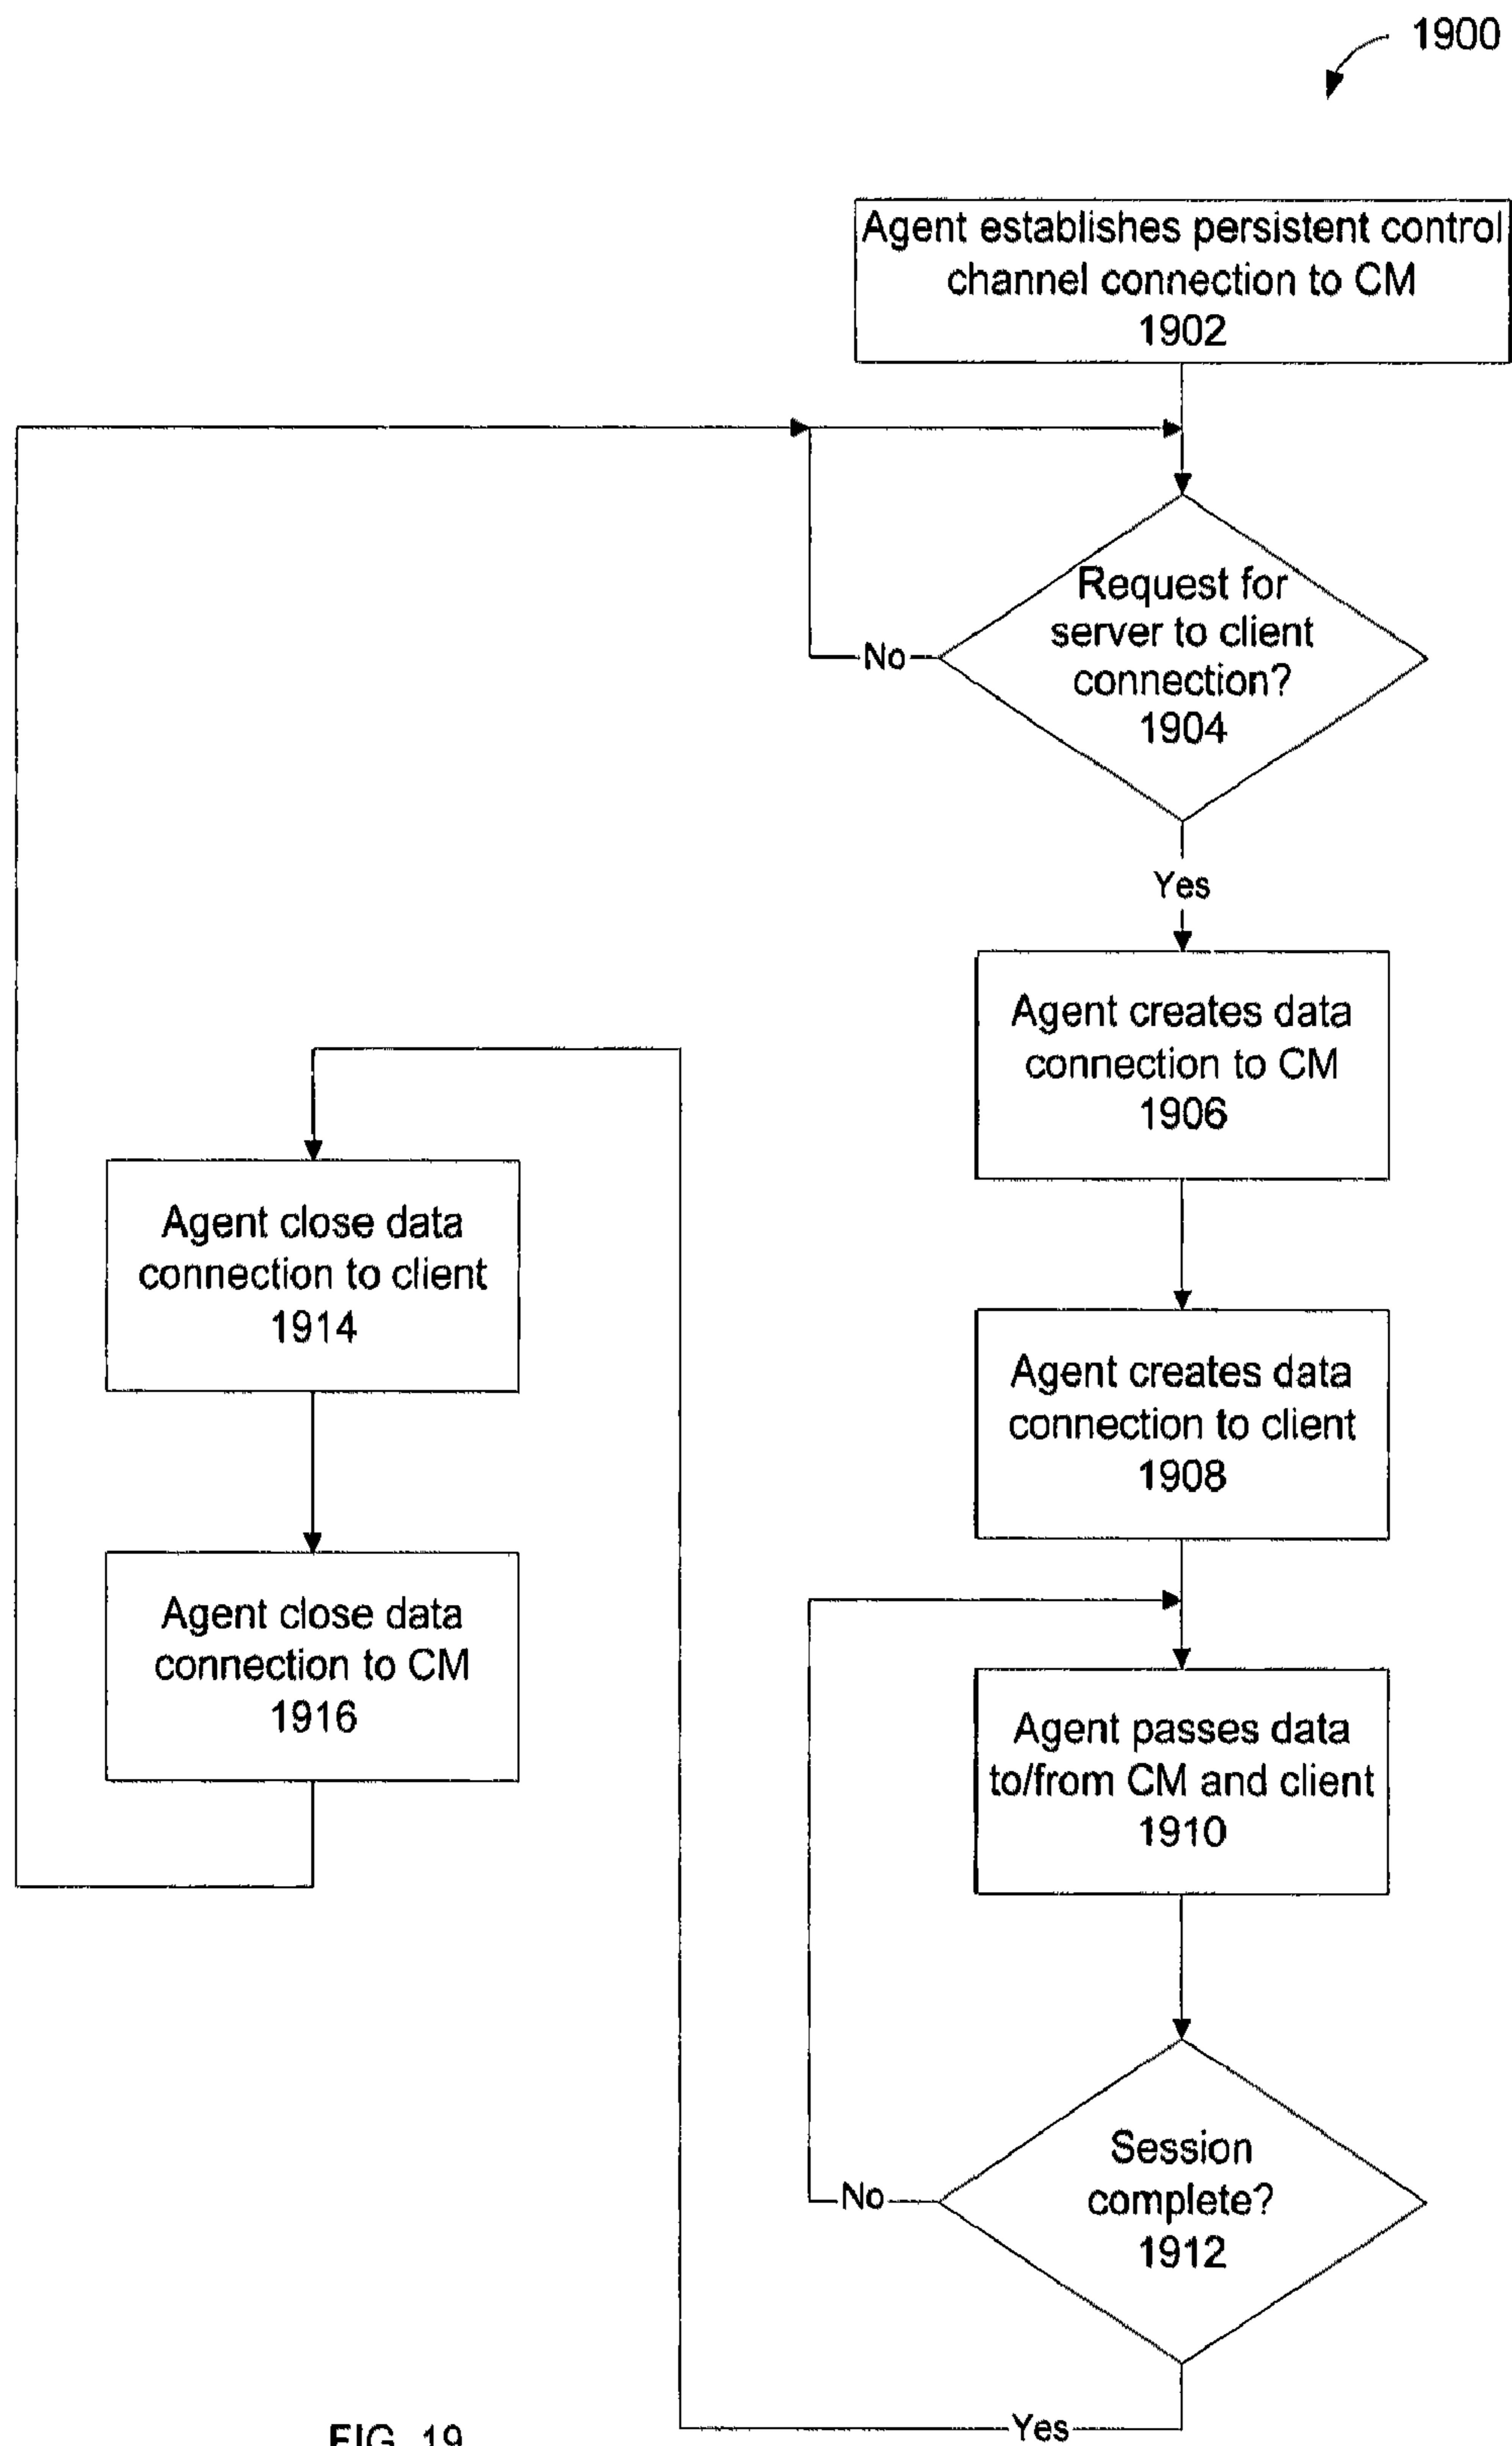 1900
Agent establishes persistent control
channel connection to CM
1902
Request for
server to client
connection?
1904
No
Yes
Agent creates data
connection to CM
1906
Agent creates data
connection to client
1908
Agent passes data
to/from CM and client
1910
Session
complete?
1912
No
Yes
Agent close data
connection to client
1914
Agent close data
connection to CM
1916
FIG. 19